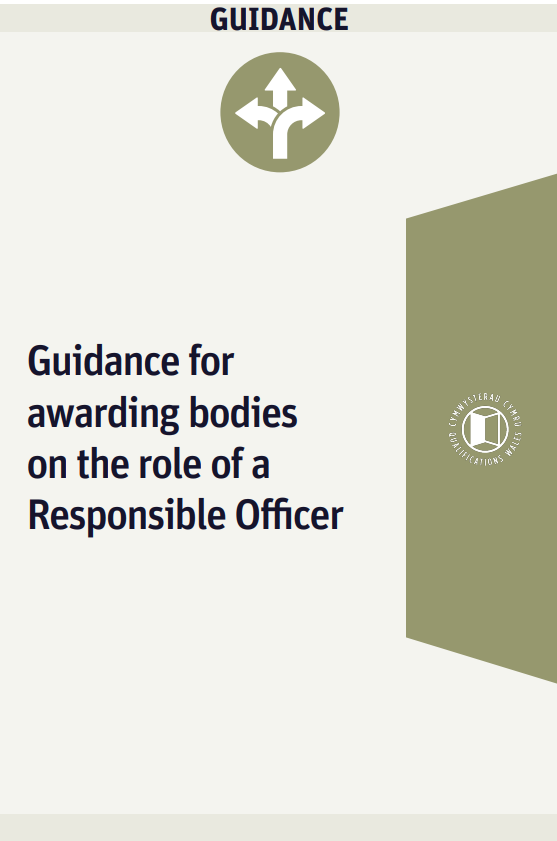 GUIDANCE
Guidance for
awarding bodies
on the role of a
Responsible Officer
CYMWYSTERAU CYMRU
QUALIFICATIONS WALES